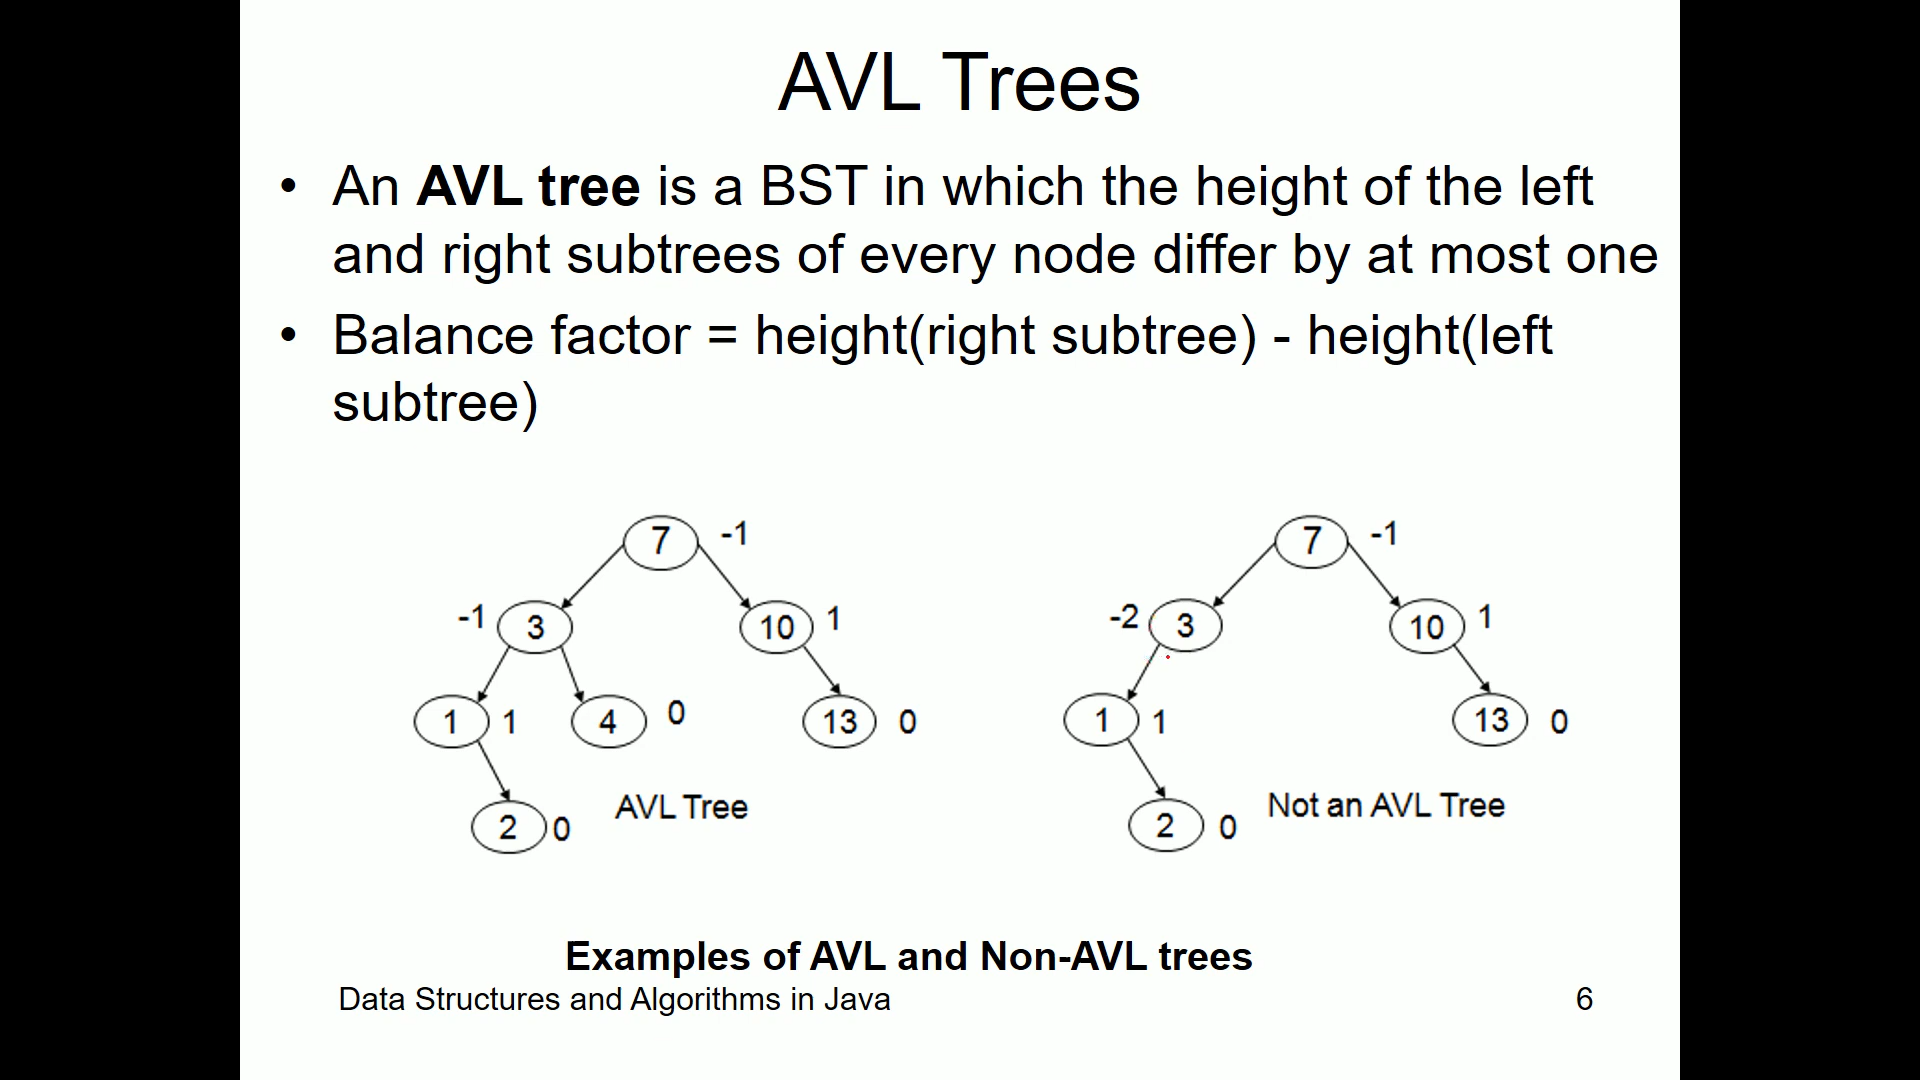 AVL Trees
• An AVL tree is a BST in which the height of the left
and right subtrees of every node differ by at most one
• Balance factor = height(right subtree) - height(left
subtree)
7 -1
-1 3 10 1
1 1 4 0 13 0
2 0
AVL Tree
7 -1
-2 3 10 1
1 1 13 0
2 0
Not an AVL Tree
Examples of AVL and Non-AVL trees
Data Structures and Algorithms in Java
6